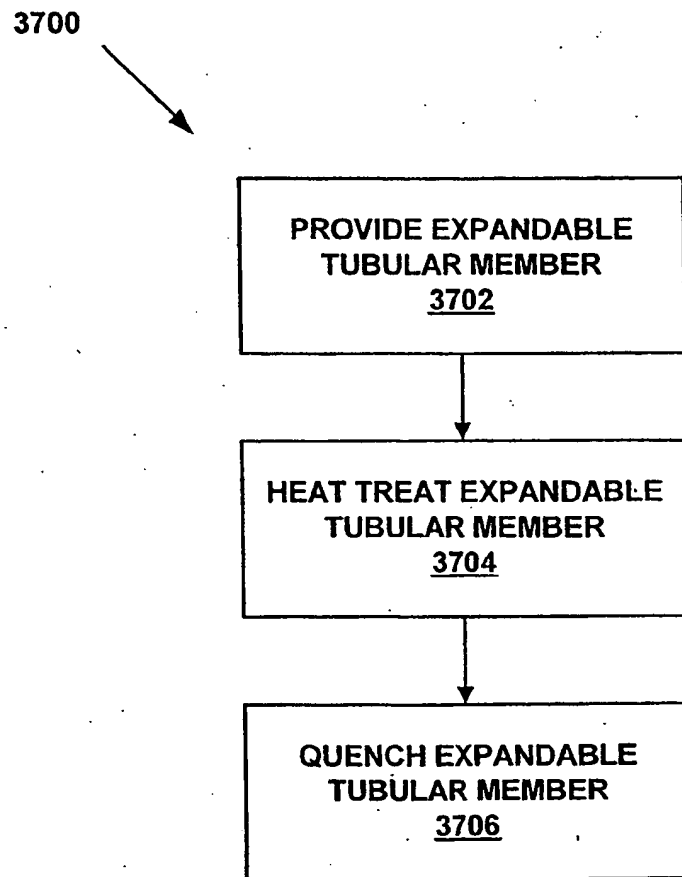 3700
PROVIDE EXPANDABLE
TUBULAR MEMBER
3702
HEAT TREAT EXPANDABLE
TUBULAR MEMBER
3704
QUENCH EXPANDABLE
TUBULAR MEMBER
3706